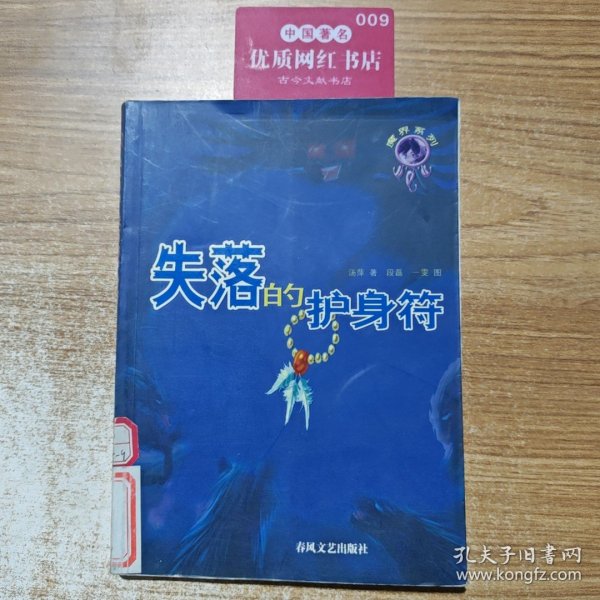 009
中国著名
优质网红书店
古今文献书店
魔界系列
失落的护身符
汤萍 著 段磊 一雯 图
春风文艺出版社
孔夫子旧书网
www.kongfz.com